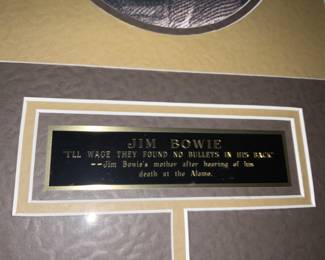 JIM BOWIE
"I'LL WAGE THEY FOUND NO BULLETS IN HIS BACK"
--Jim Bowie's mother after hearing of his
death at the Alamo.